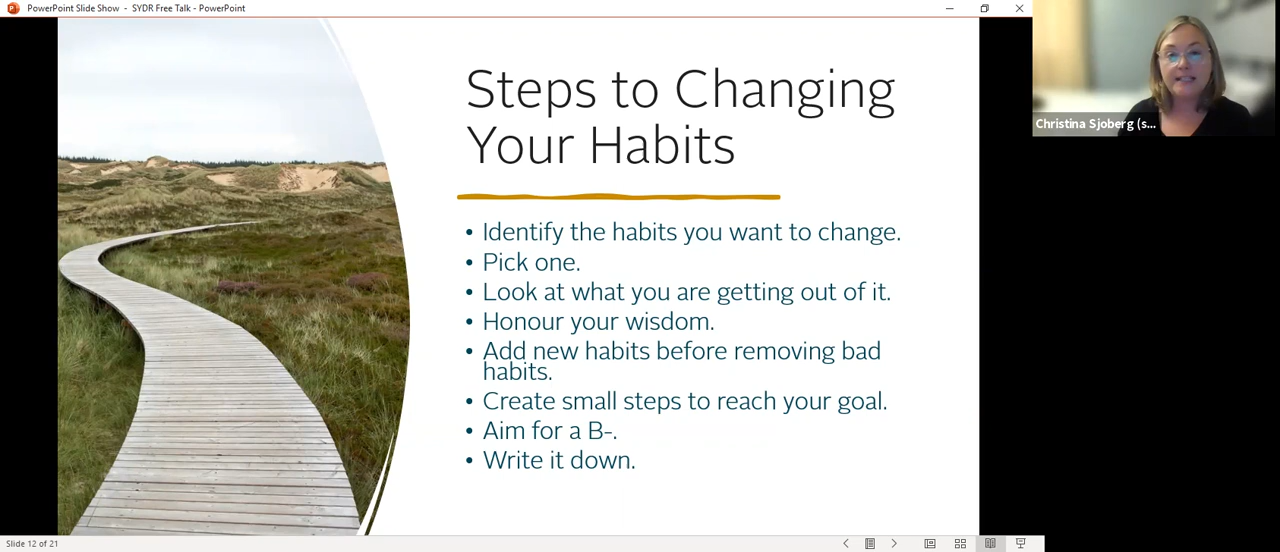 PowerPoint Slide Show - SYDR Free Talk - PowerPoint
Christina Sjoberg (s...
Steps to Changing
Your Habits
• Identify the habits you want to change.
• Pick one.
• Look at what you are getting out of it.
• Honour your wisdom.
• Add new habits before removing bad
habits.
• Create small steps to reach your goal.
• Aim for a B-.
• Write it down.
Slide 12 of 21